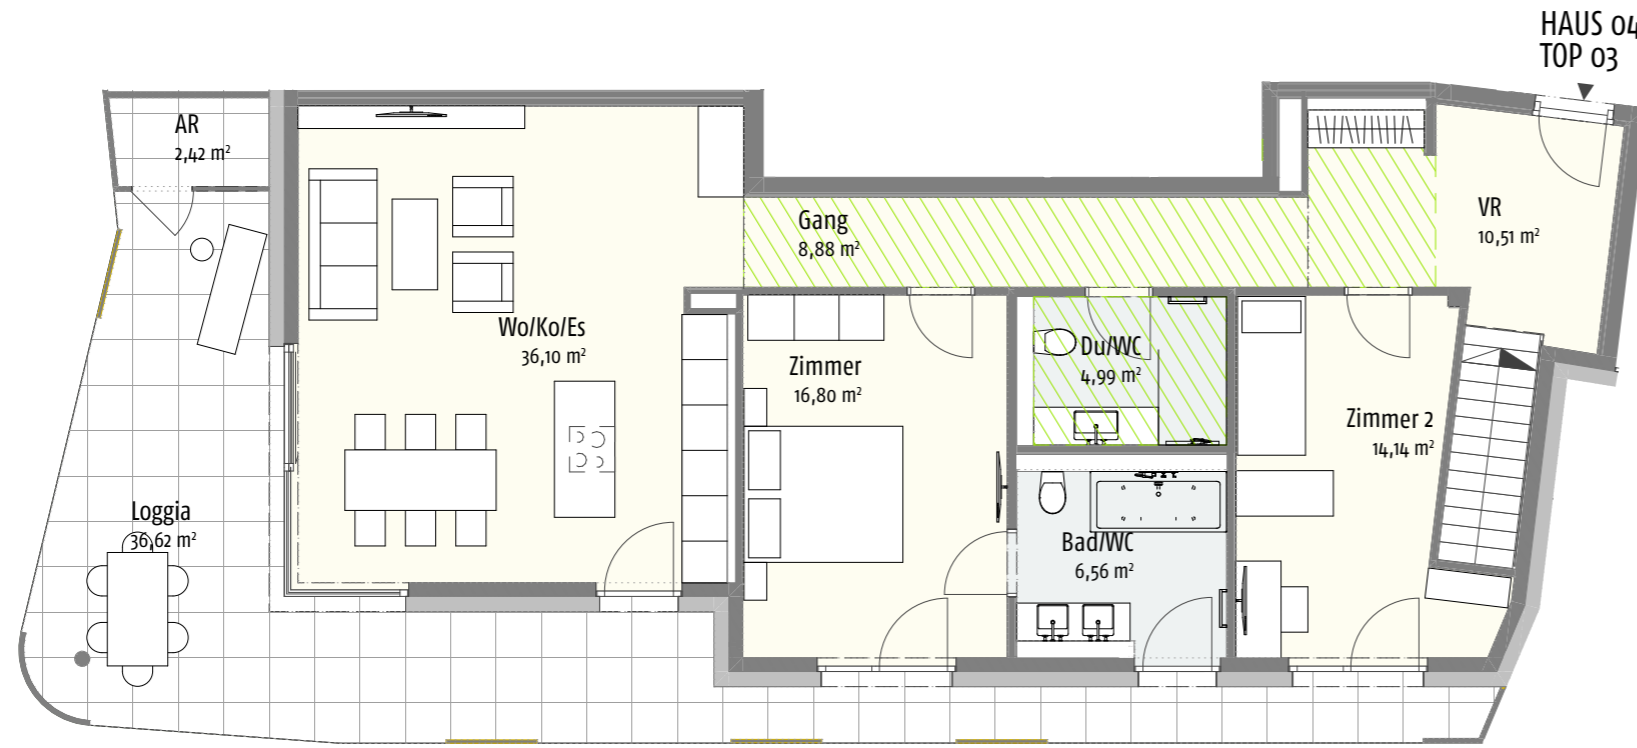 HAUS 04
TOP 03
AR
2,42 m²
VR
10,51 m²
Gang
8,88 m²
Wo/Ko/Es
36,10 m²
Zimmer
16,80 m²
Du/WC
4,99 m²
Zimmer 2
14,14 m²
Loggia
36,62 m²
Bad/WC
6,56 m²